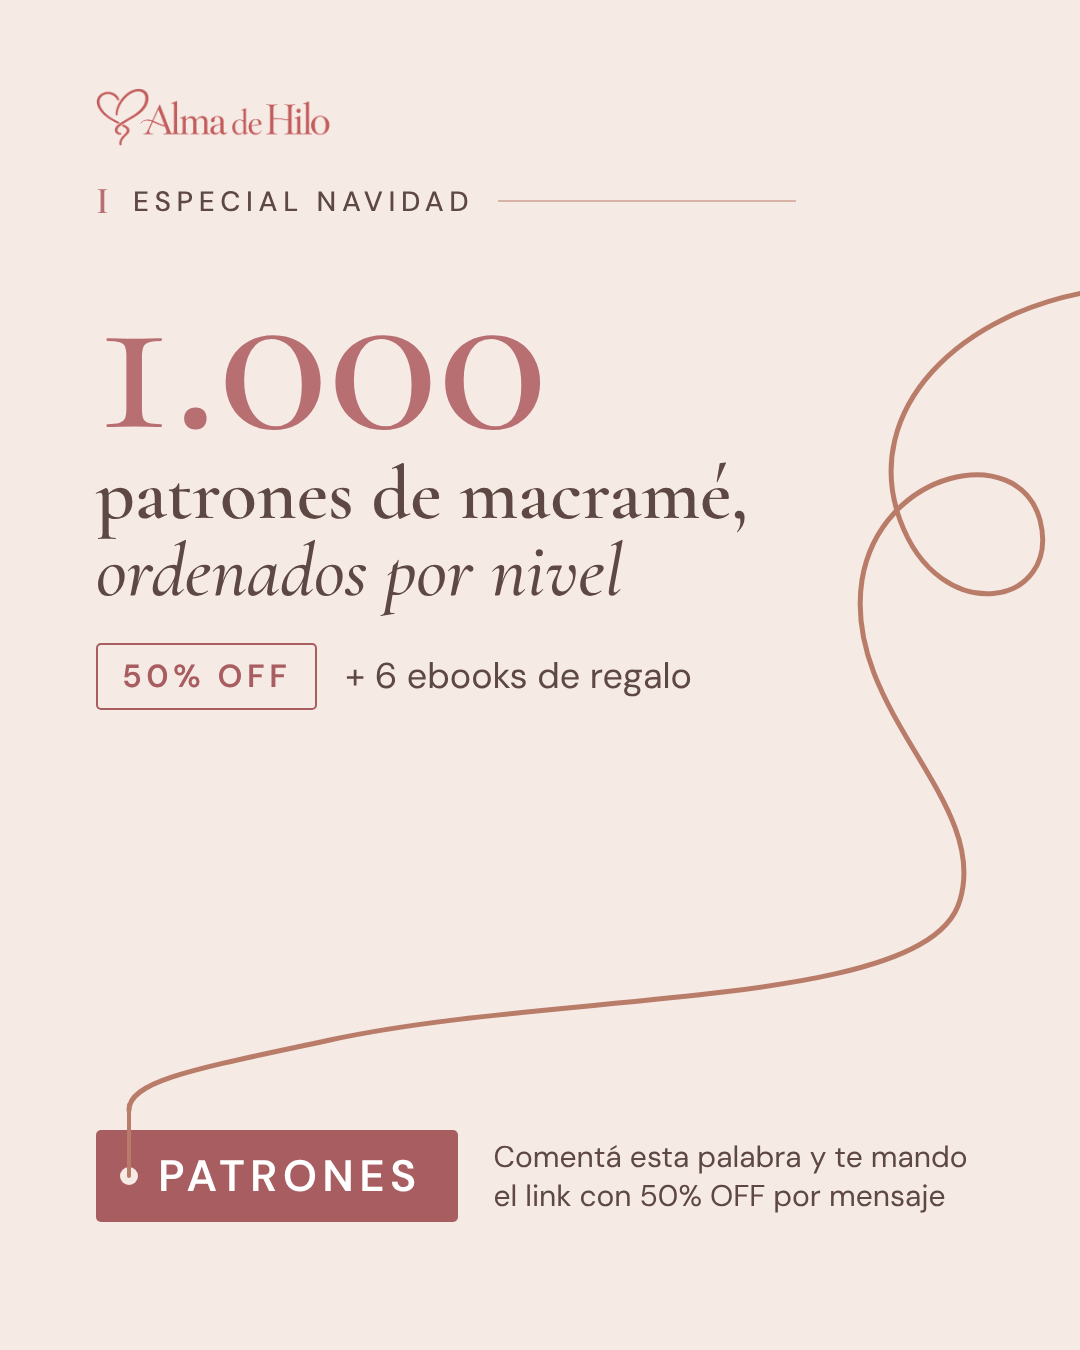 Alma de Hilo
I ESPECIAL NAVIDAD
1.000
patrones de macramé,
ordenados por nivel
50% OFF + 6 ebooks de regalo
PATRONES
Comentá esta palabra y te mando
el link con 50% OFF por mensaje